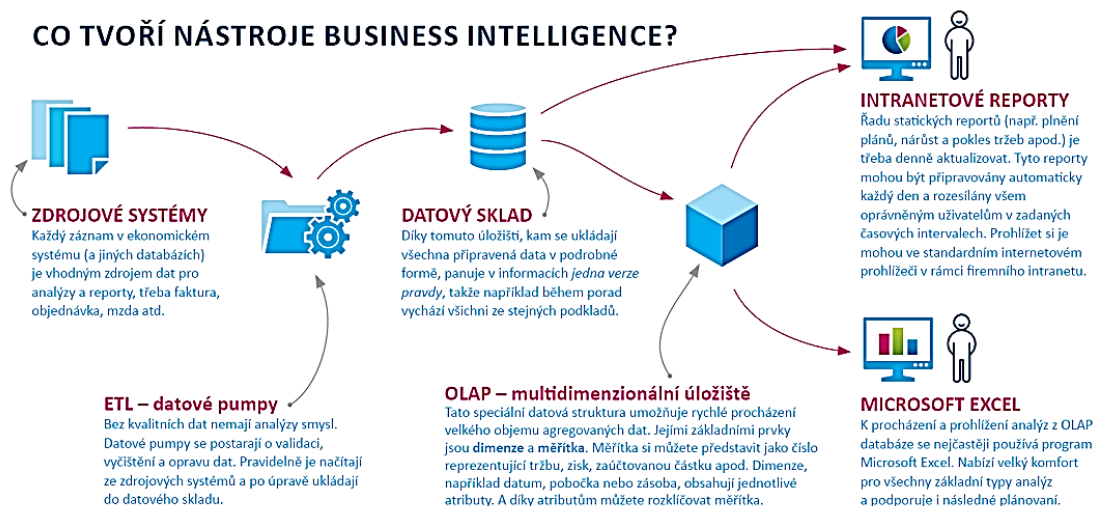 CO TVOŘÍ NÁSTROJE BUSINESS INTELLIGENCE?
ZDROJOVÉ SYSTÉMY
Každý záznam v ekonomickém
systému (a jiných databázích)
je vhodným zdrojem dat pro
analýzy a reporty, třeba faktura,
objednávka, mzda atd.
ETL – datové pumpy
Bez kvalitních dat nemají analýzy smysl.
Datové pumpy se postarají o validaci,
vyčištění a opravu dat. Pravidelně je načítají
ze zdrojových systémů a po úpravě ukládají
do datového skladu.
DATOVÝ SKLAD
Díky tomuto úložišti, kam se ukládají
všechna připravená data v podrobné
formě, panuje v informacích jedna verze
pravdy, takže například během porad
vychází všichni ze stejných podkladů.
OLAP – multidimenzionální úložiště
Tato speciální datová struktura umožňuje rychlé procházení
velkého objemu agregovaných dat. Jejími základními prvky
jsou dimenze a měřítka. Měřítka si můžete představit jako číslo
reprezentující tržbu, zisk, zaúčtovanou částku apod. Dimenze,
například datum, pobočka nebo zásoba, obsahují jednotlivé
atributy. A díky atributům můžete rozklíčovat měřítka.
INTRANETOVÉ REPORTY
Řadu statických reportů (např. plnění
plánů, nárůst a pokles tržeb apod.) je
třeba denně aktualizovat. Tyto reporty
mohou být připravovány automaticky
každý den a rozesílány všem
oprávněným uživatelům v zadaných
časových intervalech. Prohlížet si je
mohou ve standardním internetovém
prohlížeči v rámci firemního intranetu.
MICROSOFT EXCEL
K procházení a prohlížení analýz z OLAP
databáze se nejčastěji používá program
Microsoft Excel. Nabízí velký komfort
pro všechny základní typy analýz
a podporuje i následné plánovaní.